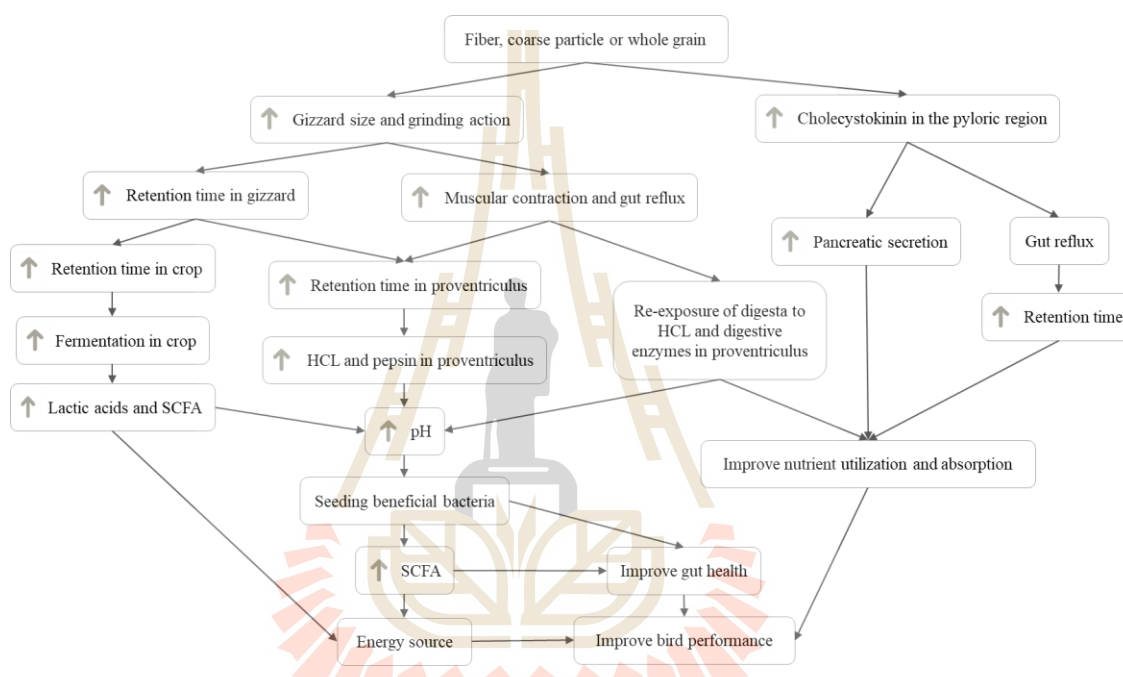 Fiber, coarse particle or whole grain
↑ Gizzard size and grinding action
↑ Cholecystokinin in the pyloric region
↑ Retention time in gizzard
↑ Muscular contraction and gut reflux
↑ Pancreatic secretion
Gut reflux
↑ Retention time in crop
↑ Retention time in proventriculus
Re-exposure of digesta to
HCL and digestive
enzymes in proventriculus
↑ Retention time
↑ Fermentation in crop
↑ HCL and pepsin in proventriculus
↑ Lactic acids and SCFA
↑ pH
Improve nutrient utilization and absorption
Seeding beneficial bacteria
↑ SCFA
Improve gut health
Energy source
Improve bird performance